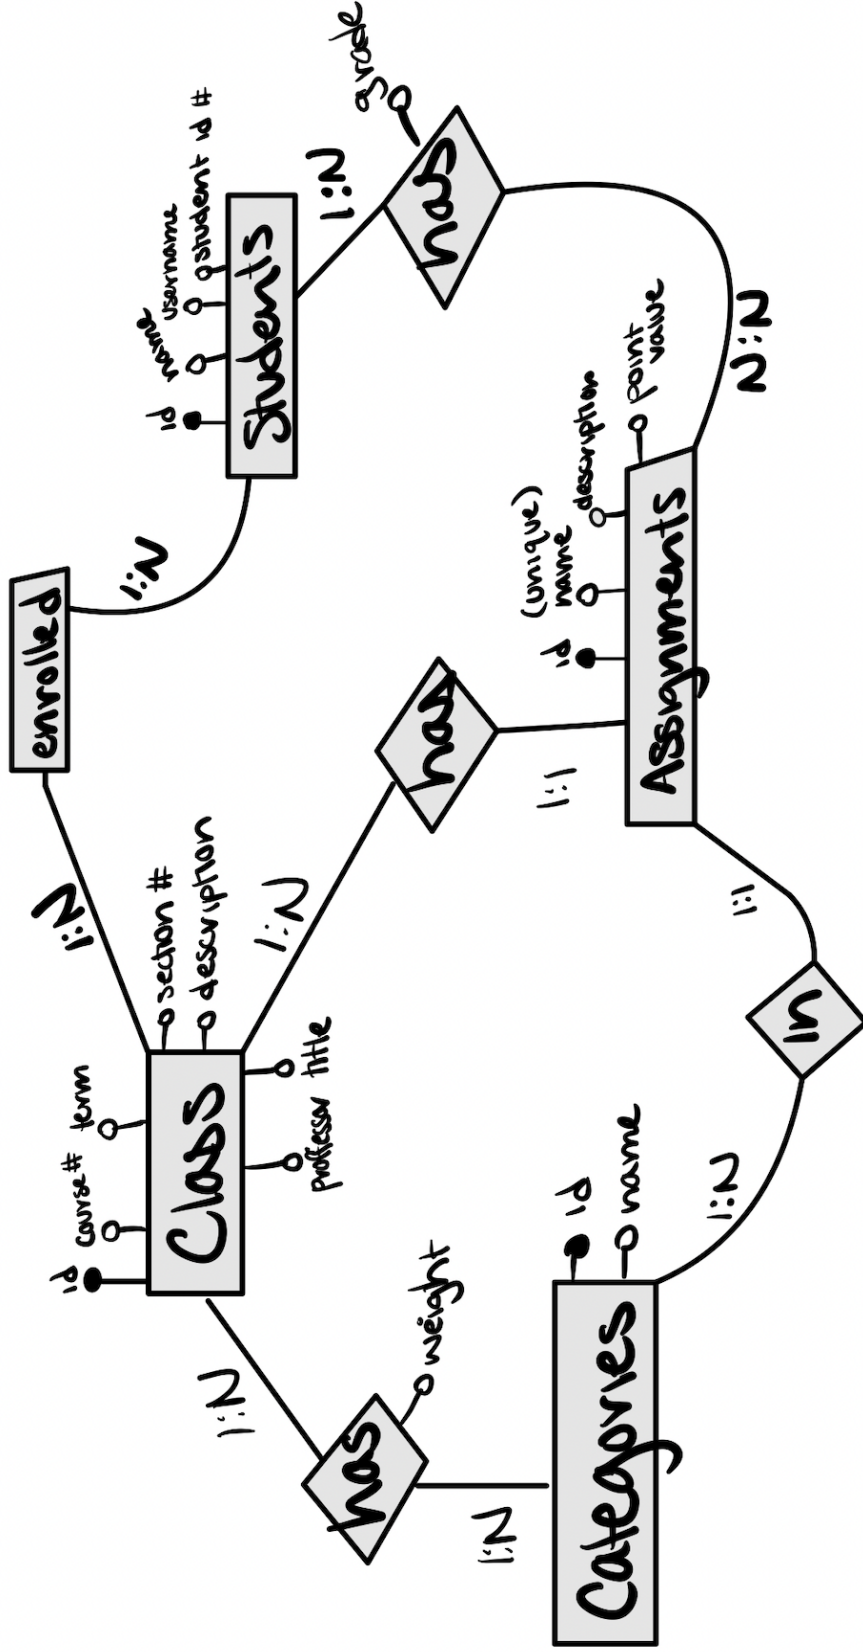 enrolled
1:N
1:N
id
course #
term
section #
description
Class
proffessor
title
id
name
username
student id #
Students
1:N
grade
has
1:N
has
weight
1:N
1:N
has
1:1
id
name
Categories
id
(unique)
name
description
point
value
Assignments
N:N
1:N
1:1
in